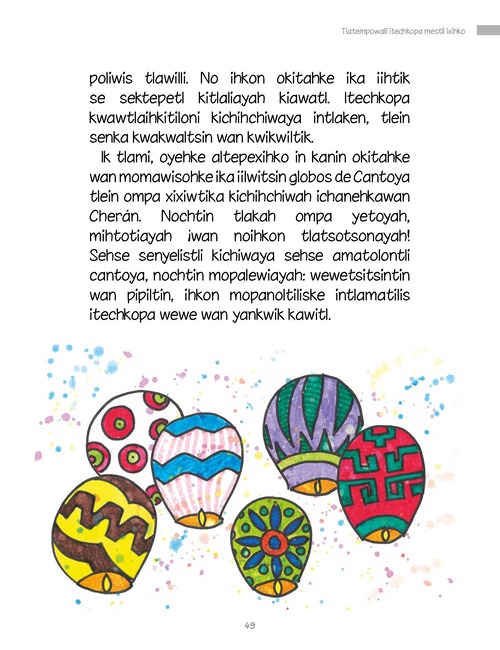 Tlatempowalli itechkopa mestli ixihko
poliwis tlawilli. No ihkon okitahke ika iihtik
se sektepetl kitlaliayah kiawatl. Itechkopa
kwawtlaihkitiloni kichihchiwaya intlaken, tlein
senka kwakwaltsin wan kwikwiltik.
Ik tlami, oyehke altepexihko in kanin okitahke
wan momawisohke ika iilwitsin globos de Cantoya
tlein ompa xixiwtika kichihchiwah ichanehkawan
Cherán. Nochtin tlakah ompa yetoyah,
mihtotiayah ¡wan noihkon tlatsotsonayah!
Sehse senyelistli kichiwaya sehse amatolontli
cantoya, nochtin mopalewiayah: wewetsitsintin
wan pipiltin, ihkon mopanoltiliske intlamatilis
itechkopa wewe wan yankwik kawitl.
49